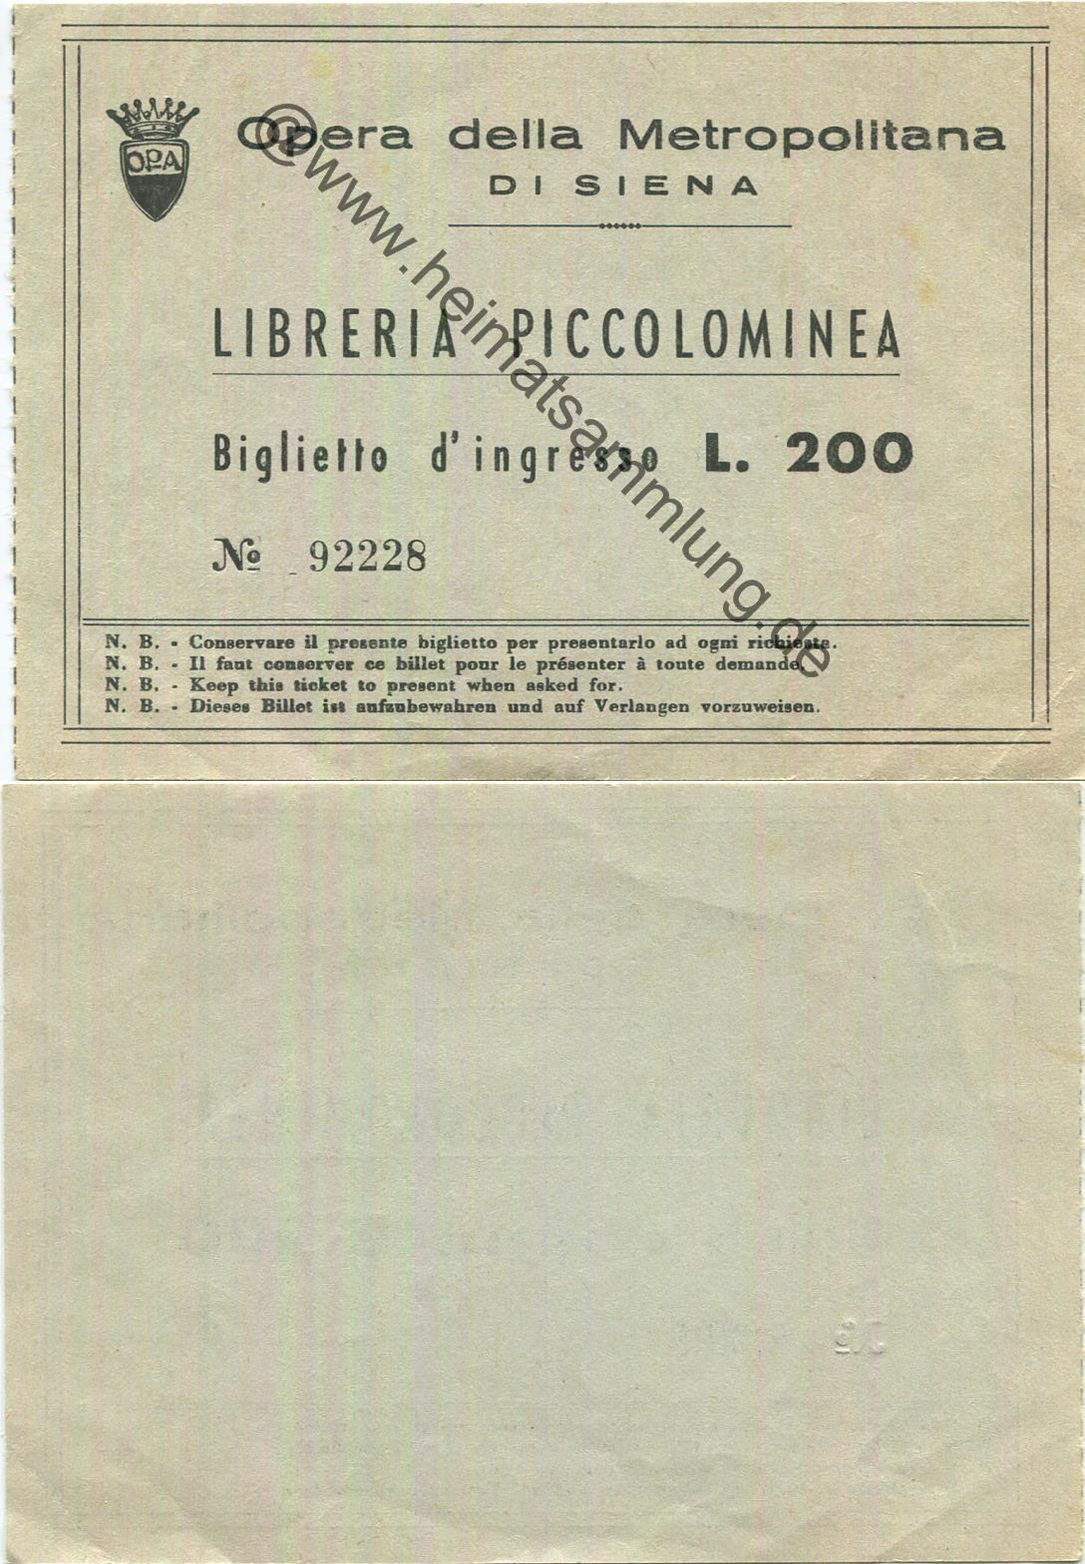 OPA
Opera della Metropolitana
DI SIENA
LIBRERIA PICCOLOMINEA
Biglietto d'ingresso L. 200
№ 92228
N. B. - Conservare il presente biglietto per presentarlo ad ogni richiesta.
N. B. - Il faut conserver ce billet pour le présenter à toute demande.
N. B. - Keep this ticket to present when asked for.
N. B. - Dieses Billet ist aufzubewahren und auf Verlangen vorzuweisen.
@www.heimatsammlung.de